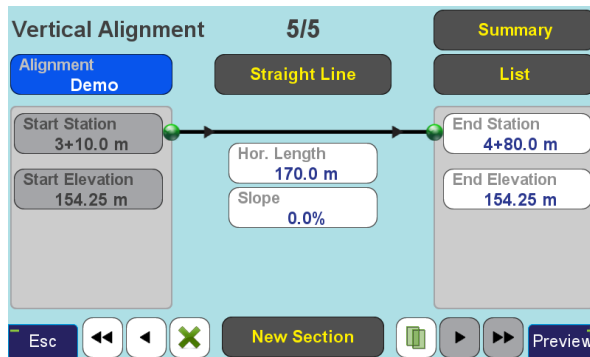 Vertical Alignment 5/5 Summary
Alignment
Demo
Straight Line
List
Start Station
3+10.0 m
Start Elevation
154.25 m
Hor. Length
170.0 m
Slope
0.0%
End Station
4+80.0 m
End Elevation
154.25 m
Esc New Section Preview